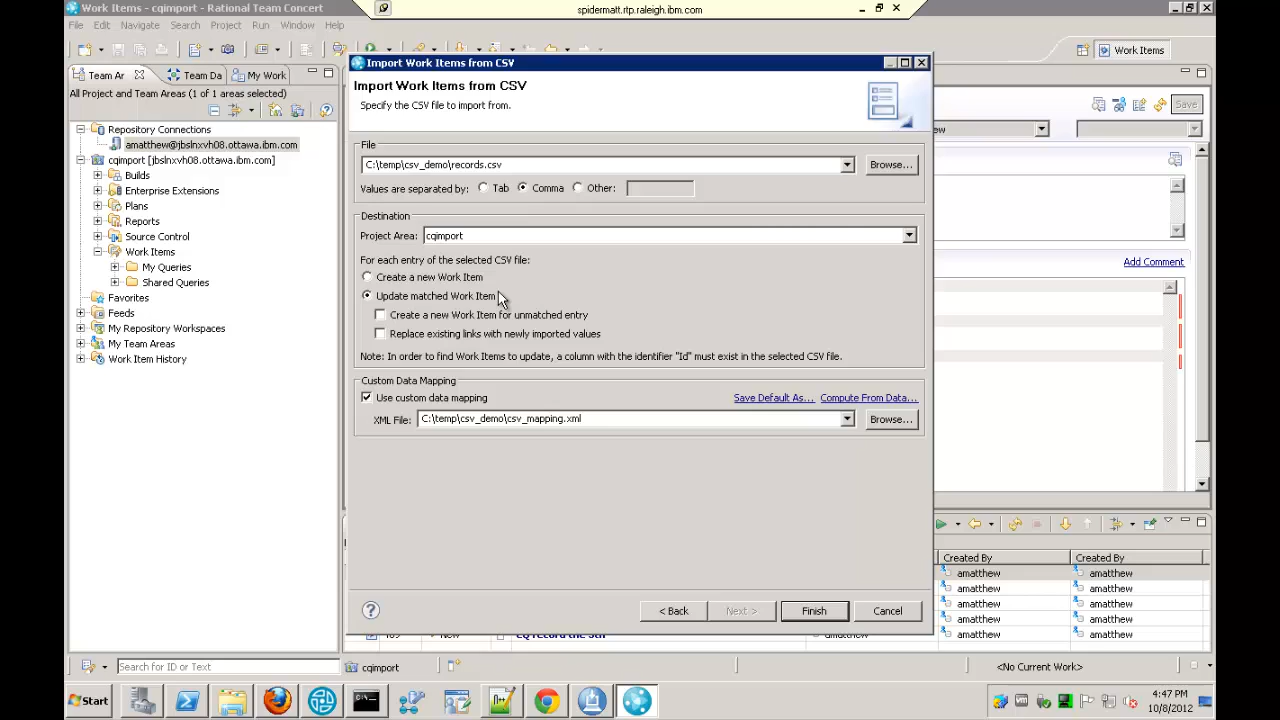 Work Items - cqimport - Rational Team Concert
spidermatt.rtp.raleigh.ibm.com
File Edit Navigate Search Project Run Window Help
Work Items
Team Ar
Team Da
My Work
All Project and Team Areas (1 of 1 areas selected)
Repository Connections
amatthew@jbslnxvh08.ottawa.ibm.com
cqimport [jbslnxvh08.ottawa.ibm.com]
Builds
Enterprise Extensions
Plans
Reports
Source Control
Work Items
My Queries
Shared Queries
Favorites
Feeds
My Repository Workspaces
My Team Areas
Work Item History
Import Work Items from CSV
Import Work Items from CSV
Specify the CSV file to import from.
File
C:\temp\csv_demo\records.csv
Browse...
Values are separated by: Tab Comma Other:
Destination
Project Area: cqimport
For each entry of the selected CSV file:
Create a new Work Item
Update matched Work Item
Create a new Work Item for unmatched entry
Replace existing links with newly imported values
Note: In order to find Work Items to update, a column with the identifier "Id" must exist in the selected CSV file.
Custom Data Mapping
Use custom data mapping
Save Default As...
Compute From Data...
XML File: C:\temp\csv_demo\csv_mapping.xml
Browse...
< Back
Next >
Finish
Cancel
Save
ew
Add Comment
Created By Created By
amatthew amatthew
amatthew amatthew
amatthew amatthew
amatthew amatthew
amatthew amatthew
Search for ID or Text
cqimport
<No Current Work>
Start
4:47 PM
10/8/2012